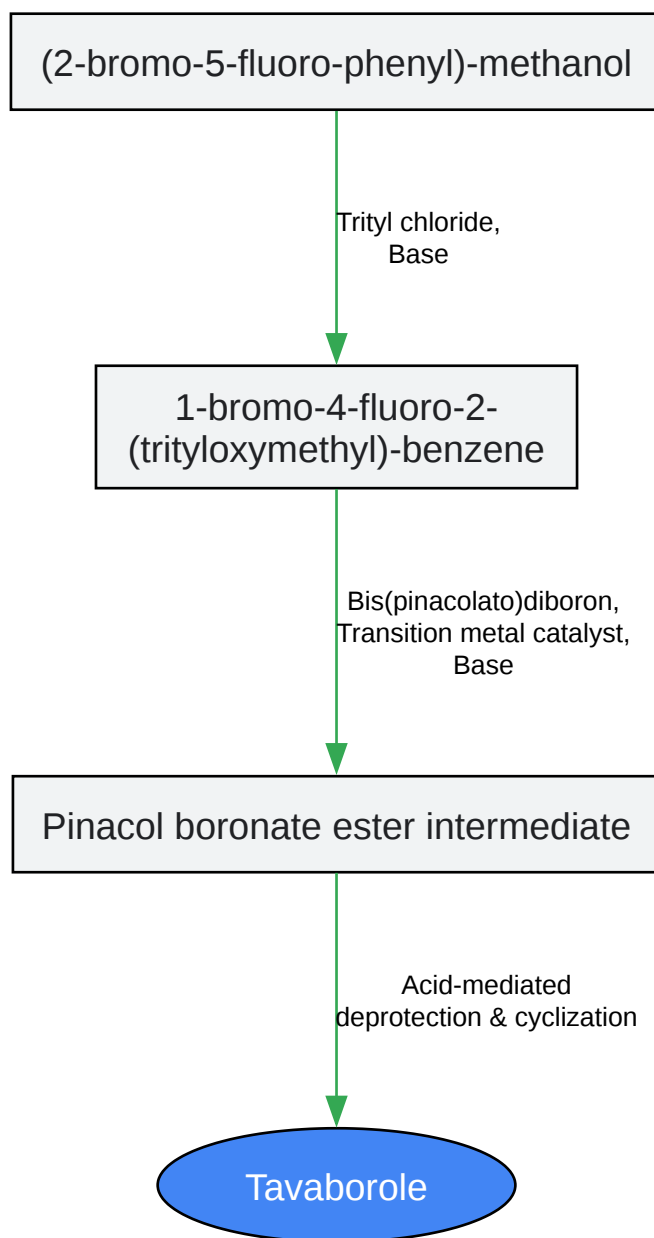 (2-bromo-5-fluoro-phenyl)-methanol
Trityl chloride,
Base
1-bromo-4-fluoro-2-
(trityloxymethyl)-benzene
Bis(pinacolato)diboron,
Transition metal catalyst,
Base
Pinacol boronate ester intermediate
Acid-mediated
deprotection & cyclization
Tavaborole